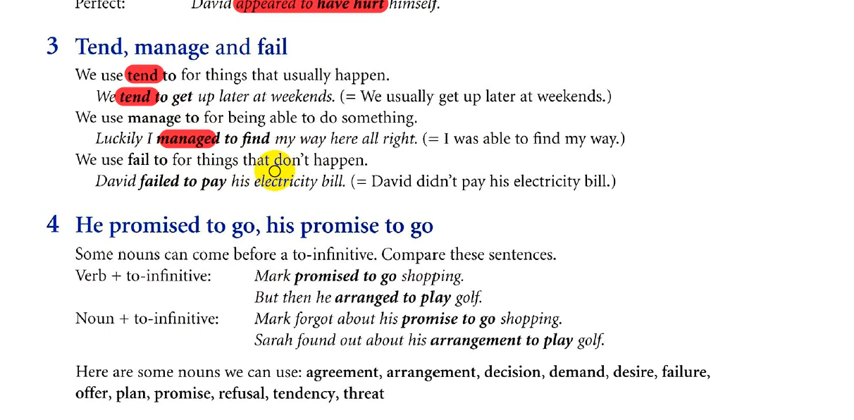 Perfect: David appeared to have hurt himself.
3 Tend, manage and fail
We use tend to for things that usually happen.
We tend to get up later at weekends. (= We usually get up later at weekends.)
We use manage to for being able to do something.
Luckily I managed to find my way here all right. (= I was able to find my way.)
We use fail to for things that don't happen.
David failed to pay his electricity bill. (= David didn't pay his electricity bill.)
4 He promised to go, his promise to go
Some nouns can come before a to-infinitive. Compare these sentences.
Verb + to-infinitive: Mark promised to go shopping.
But then he arranged to play golf.
Noun + to-infinitive: Mark forgot about his promise to go shopping.
Sarah found out about his arrangement to play golf.
Here are some nouns we can use: agreement, arrangement, decision, demand, desire, failure,
offer, plan, promise, refusal, tendency, threat